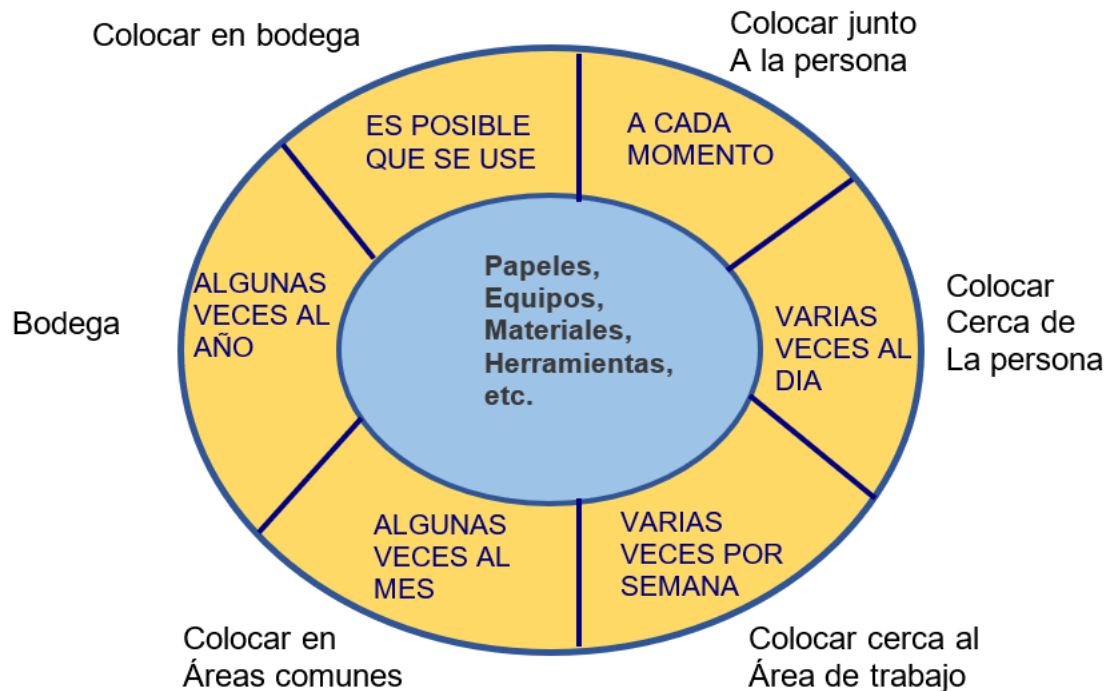 Colocar en bodega
Colocar junto
A la persona
ES POSIBLE
QUE SE USE
A CADA
MOMENTO
Papeles,
Equipos,
Materiales,
Herramientas,
etc.
ALGUNAS
VECES AL
AÑO
Bodega
VARIAS
VECES AL
DIA
Colocar
Cerca de
La persona
ALGUNAS
VECES AL
MES
VARIAS
VECES POR
SEMANA
Colocar en
Áreas comunes
Colocar cerca al
Área de trabajo